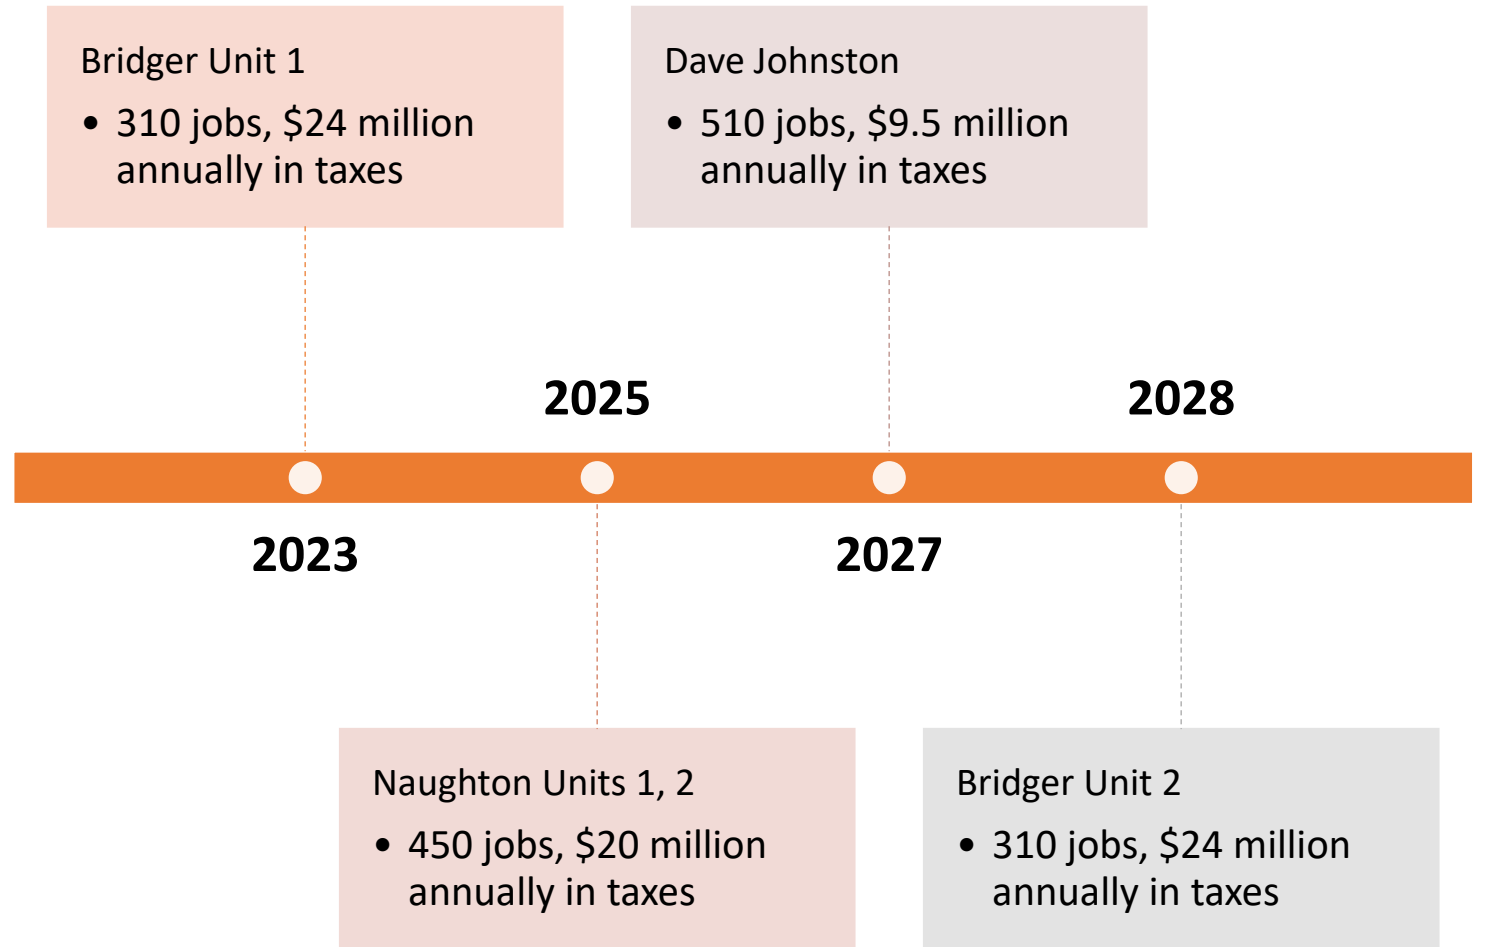 Bridger Unit 1
• 310 jobs, $24 million
annually in taxes
Dave Johnston
• 510 jobs, $9.5 million
annually in taxes
2025
2028
2023
2027
Naughton Units 1, 2
• 450 jobs, $20 million
annually in taxes
Bridger Unit 2
• 310 jobs, $24 million
annually in taxes